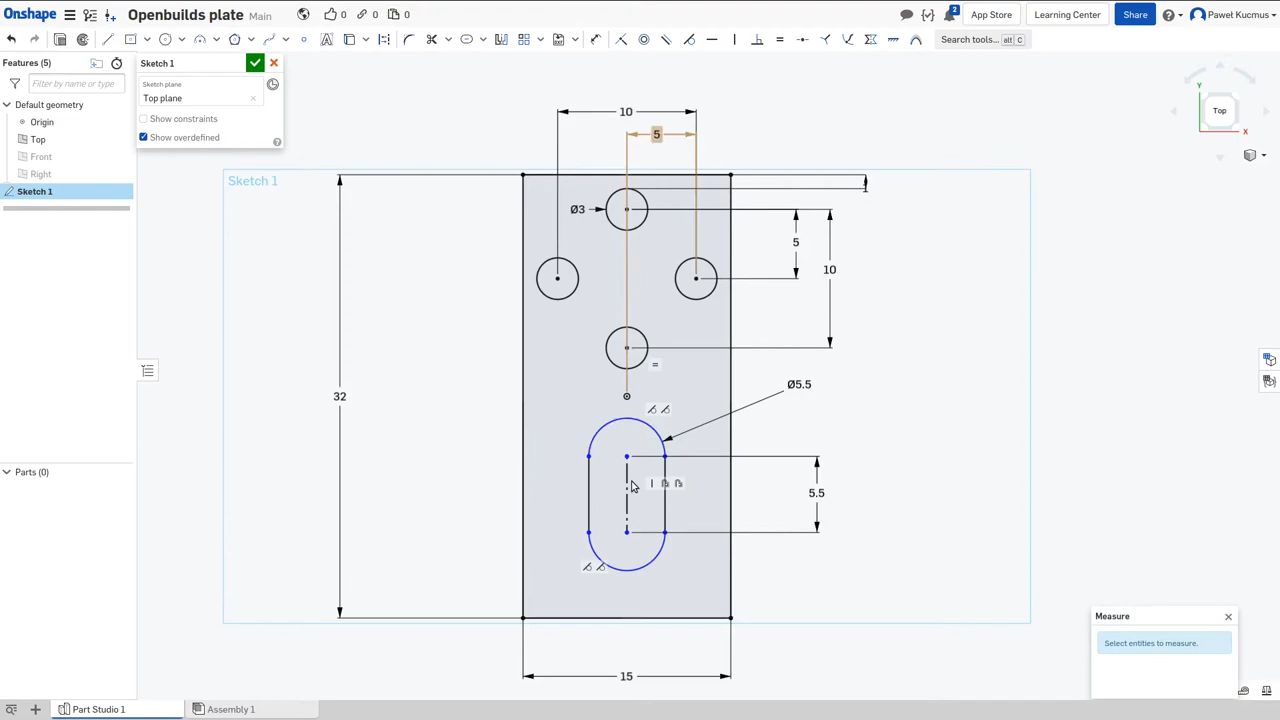 Onshape Openbuilds plate Main 0 0 0 2 App Store Learning Center Share Pawel Kucmus
Search tools... alt C
Features (5)
Filter by name or type
Default geometry
Origin
Top
Front
Right
Sketch 1
Parts (0)
Sketch 1
Sketch plane
Top plane
Show constraints
Show overdefined
Sketch 1
10
5
Ø3
5
10
32
Ø5.5
5.5
15
Y
Top
X
Measure
Select entities to measure.
Part Studio 1
Assembly 1